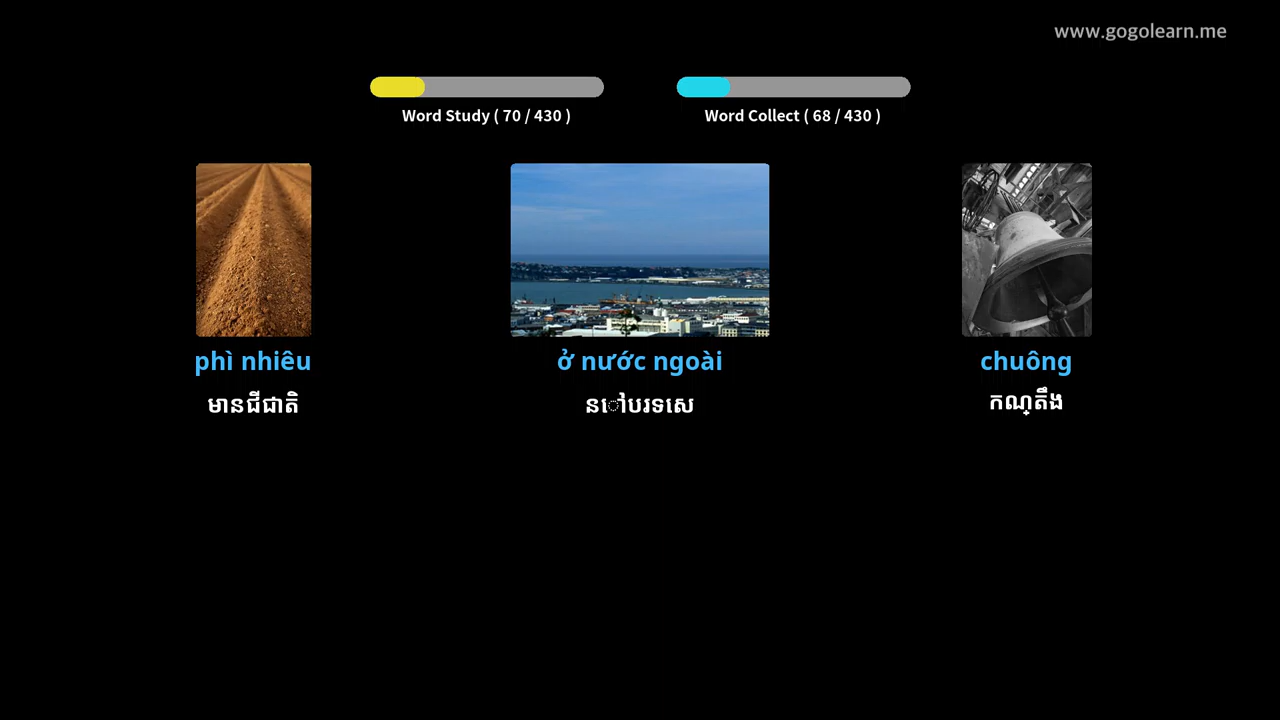 www.gogolearn.me
Word Study ( 70 / 430 )
Word Collect ( 68 / 430 )
phì nhiêu
ở nước ngoài
chuông
មានជីជាតិ
នៅបរទេស
កណ្តឹង